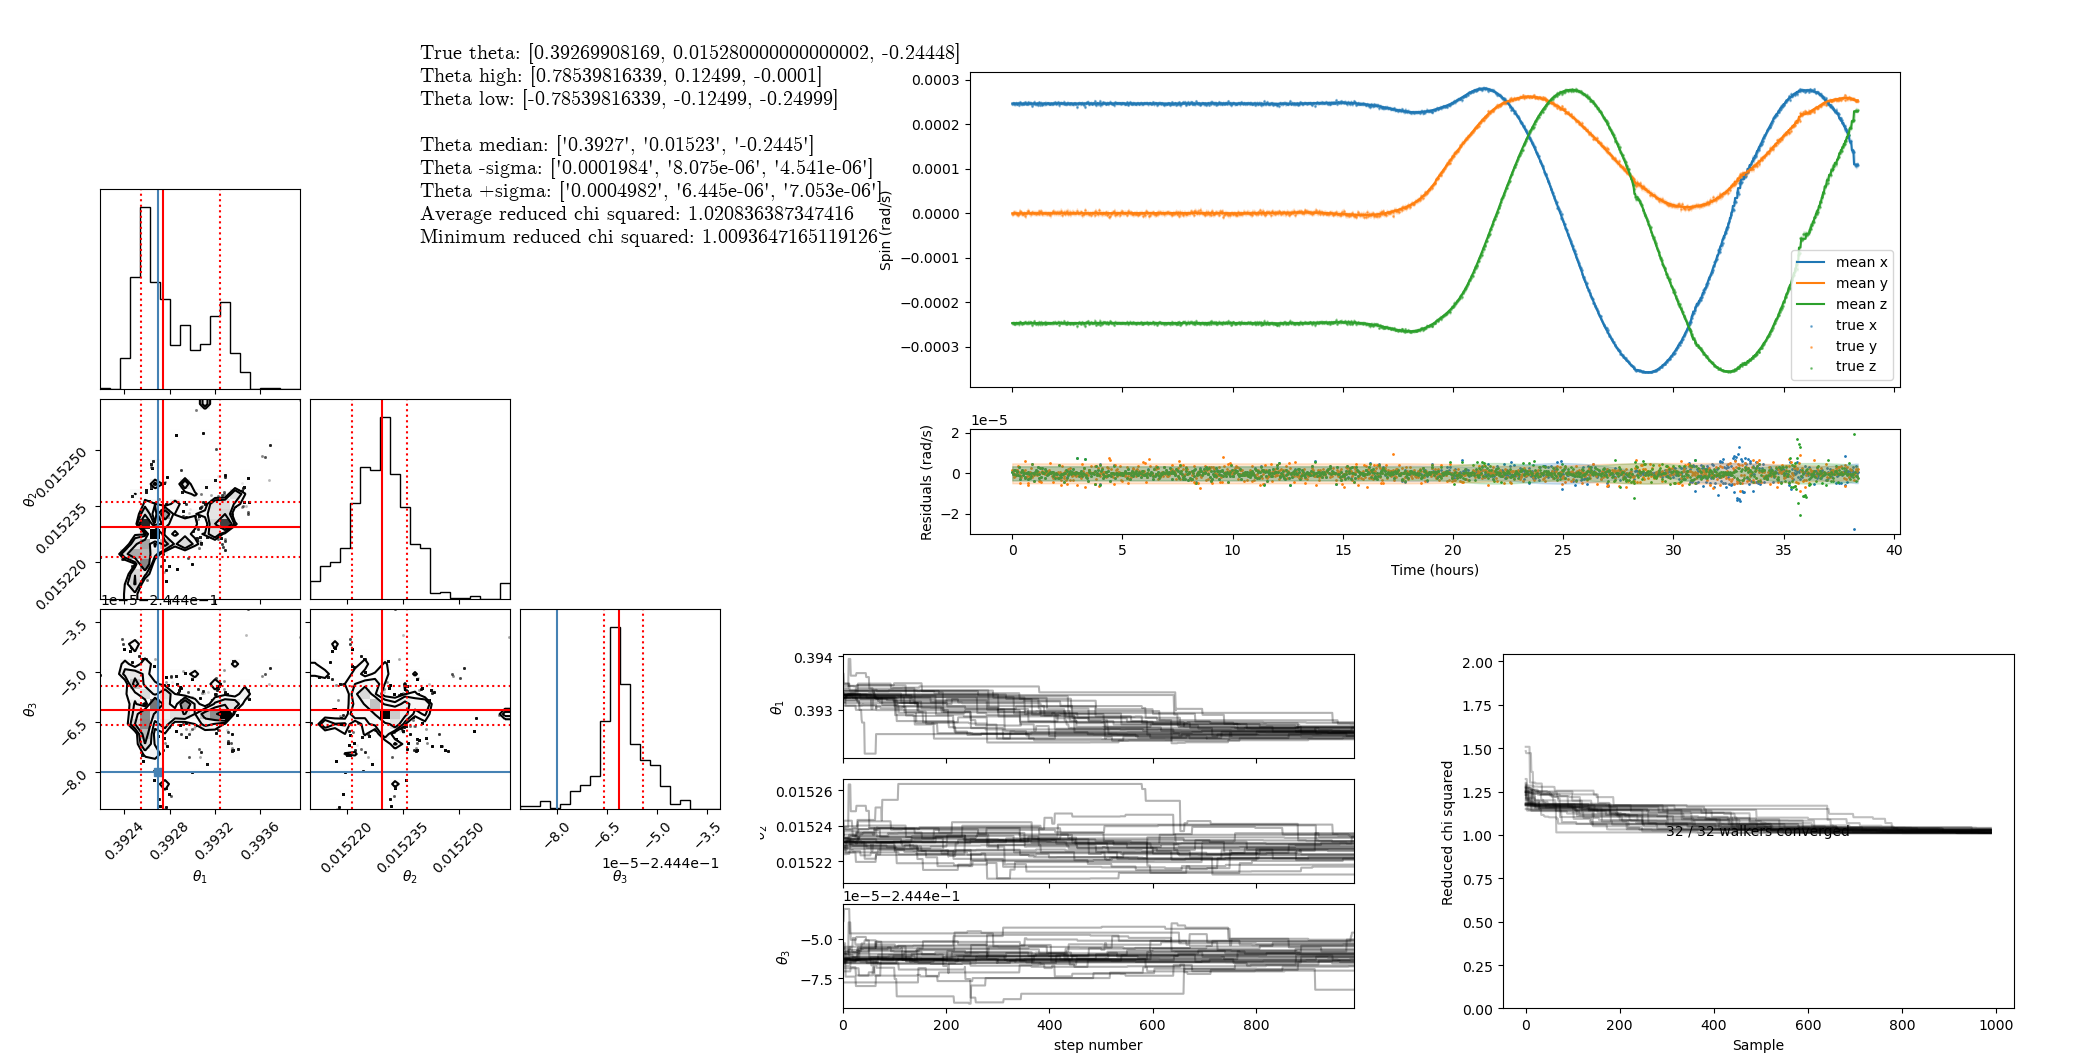 True theta: [0.39269908169, 0.015280000000000002, -0.24448]
Theta high: [0.78539816339, 0.12499, -0.0001]
Theta low: [-0.78539816339, -0.12499, -0.24999]
Theta median: ['0.3927', '0.01523', '-0.2445']
Theta -sigma: ['0.0001984', '8.075e-06', '4.541e-06']
Theta +sigma: ['0.0004982', '6.445e-06', '7.053e-06']
Average reduced chi squared: 1.020836387347416
Minimum reduced chi squared: 1.0093647165119126
0.0003
0.0002
0.0001
0.0000
−0.0001
−0.0002
−0.0003
Spin (rad/s)
mean x
mean y
mean z
true x
true y
true z
1e−5
2
0
−2
Residuals (rad/s)
0
5
10
15
20
25
30
35
40
Time (hours)
θ2
0.015250
0.015235
0.015220
1e−5−2.444e−1
θ3
−3.5
−5.0
−6.5
−8.0
0.3924
0.3928
0.3932
0.3936
θ1
0.015220
0.015235
0.015250
θ2
−8.0
−6.5
−5.0
−3.5
1e−5−2.444e−1
θ3
0.394
0.393
θ1
0.01526
0.01524
0.01522
1e−5−2.444e−1
−5.0
−7.5
θ3
0
200
400
600
800
step number
2.00
1.75
1.50
1.25
1.00
0.75
0.50
0.25
0.00
Reduced chi squared
32 / 32 walkers converged
0
200
400
600
800
1000
Sample